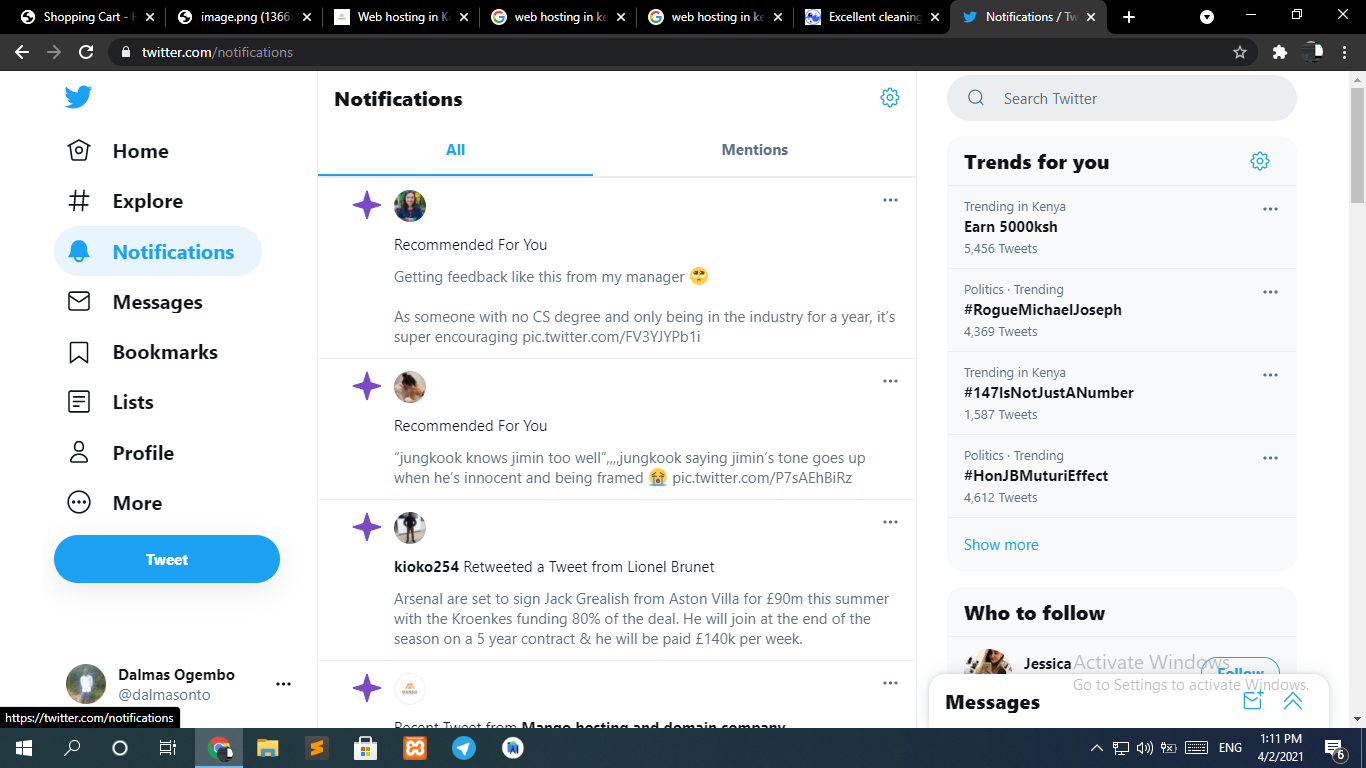 Shopping Cart - H
image.png (1366×
Web hosting in K
web hosting in ke
web hosting in ke
Excellent cleaning
Notifications / Tw
twitter.com/notifications
Home
Explore
Notifications
Messages
Bookmarks
Lists
Profile
More
Tweet
Dalmas Ogembo
@dalmasonto
https://twitter.com/notifications
Notifications
All
Mentions
Recommended For You
Getting feedback like this from my manager 🥺
As someone with no CS degree and only being in the industry for a year, it’s
super encouraging pic.twitter.com/FV3YJYPb1i
Recommended For You
“jungkook knows jimin too well”,,,,jungkook saying jimin’s tone goes up
when he’s innocent and being framed 😭 pic.twitter.com/P7sAEhBiRz
kioko254 Retweeted a Tweet from Lionel Brunet
Arsenal are set to sign Jack Grealish from Aston Villa for £90m this summer
with the Kroenkes funding 80% of the deal. He will join at the end of the
season on a 5 year contract & he will be paid £140k per week.
Recent Tweet from Mango hosting and domain company
Search Twitter
Trends for you
Trending in Kenya
Earn 5000ksh
5,456 Tweets
Politics · Trending
#RogueMichaelJoseph
4,369 Tweets
Trending in Kenya
#147IsNotJustANumber
1,587 Tweets
Politics · Trending
#HonJBMuturiEffect
4,612 Tweets
Show more
Who to follow
Jessica
Follow
Activate Windows
Go to Settings to activate Windows.
Messages
ENG
1:11 PM
4/2/2021
6